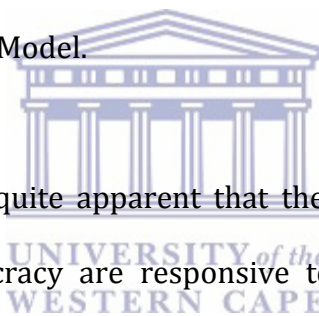 Model.
quite apparent that the
UNIVERSITY of the
cracy are responsive to
WESTERN CAPE